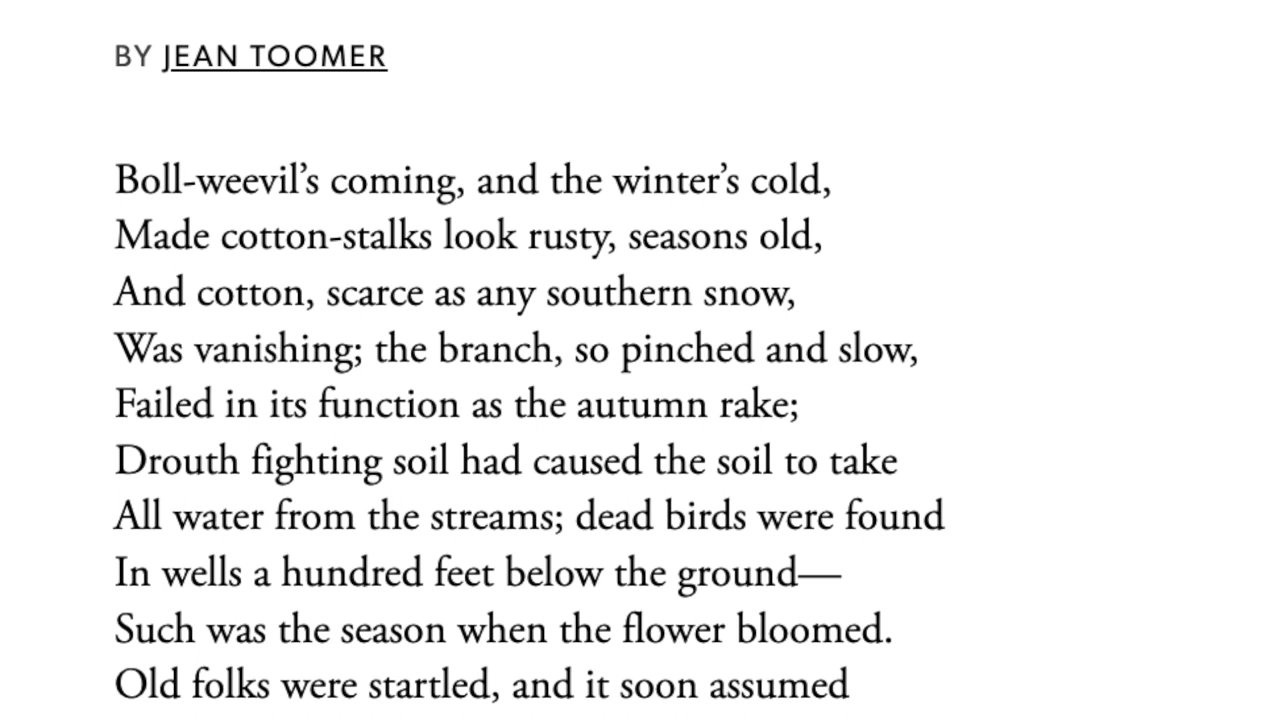 BY JEAN TOOMER
Boll-weevil’s coming, and the winter’s cold,
Made cotton-stalks look rusty, seasons old,
And cotton, scarce as any southern snow,
Was vanishing; the branch, so pinched and slow,
Failed in its function as the autumn rake;
Drouth fighting soil had caused the soil to take
All water from the streams; dead birds were found
In wells a hundred feet below the ground—
Such was the season when the flower bloomed.
Old folks were startled, and it soon assumed